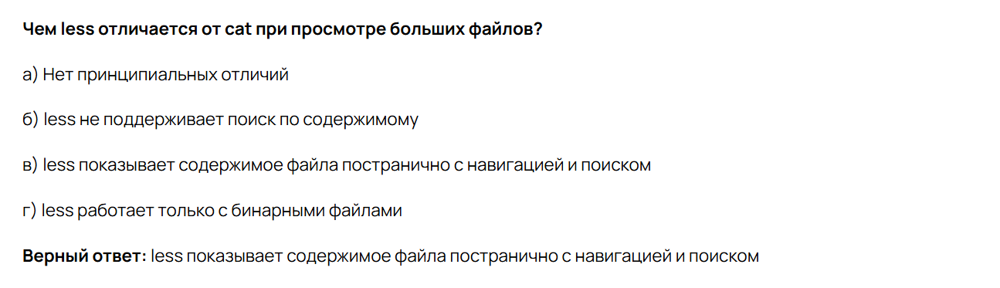 Чем less отличается от cat при просмотре больших файлов?
а) Нет принципиальных отличий
б) less не поддерживает поиск по содержимому
в) less показывает содержимое файла постранично с навигацией и поиском
г) less работает только с бинарными файлами
Верный ответ: less показывает содержимое файла постранично с навигацией и поиском